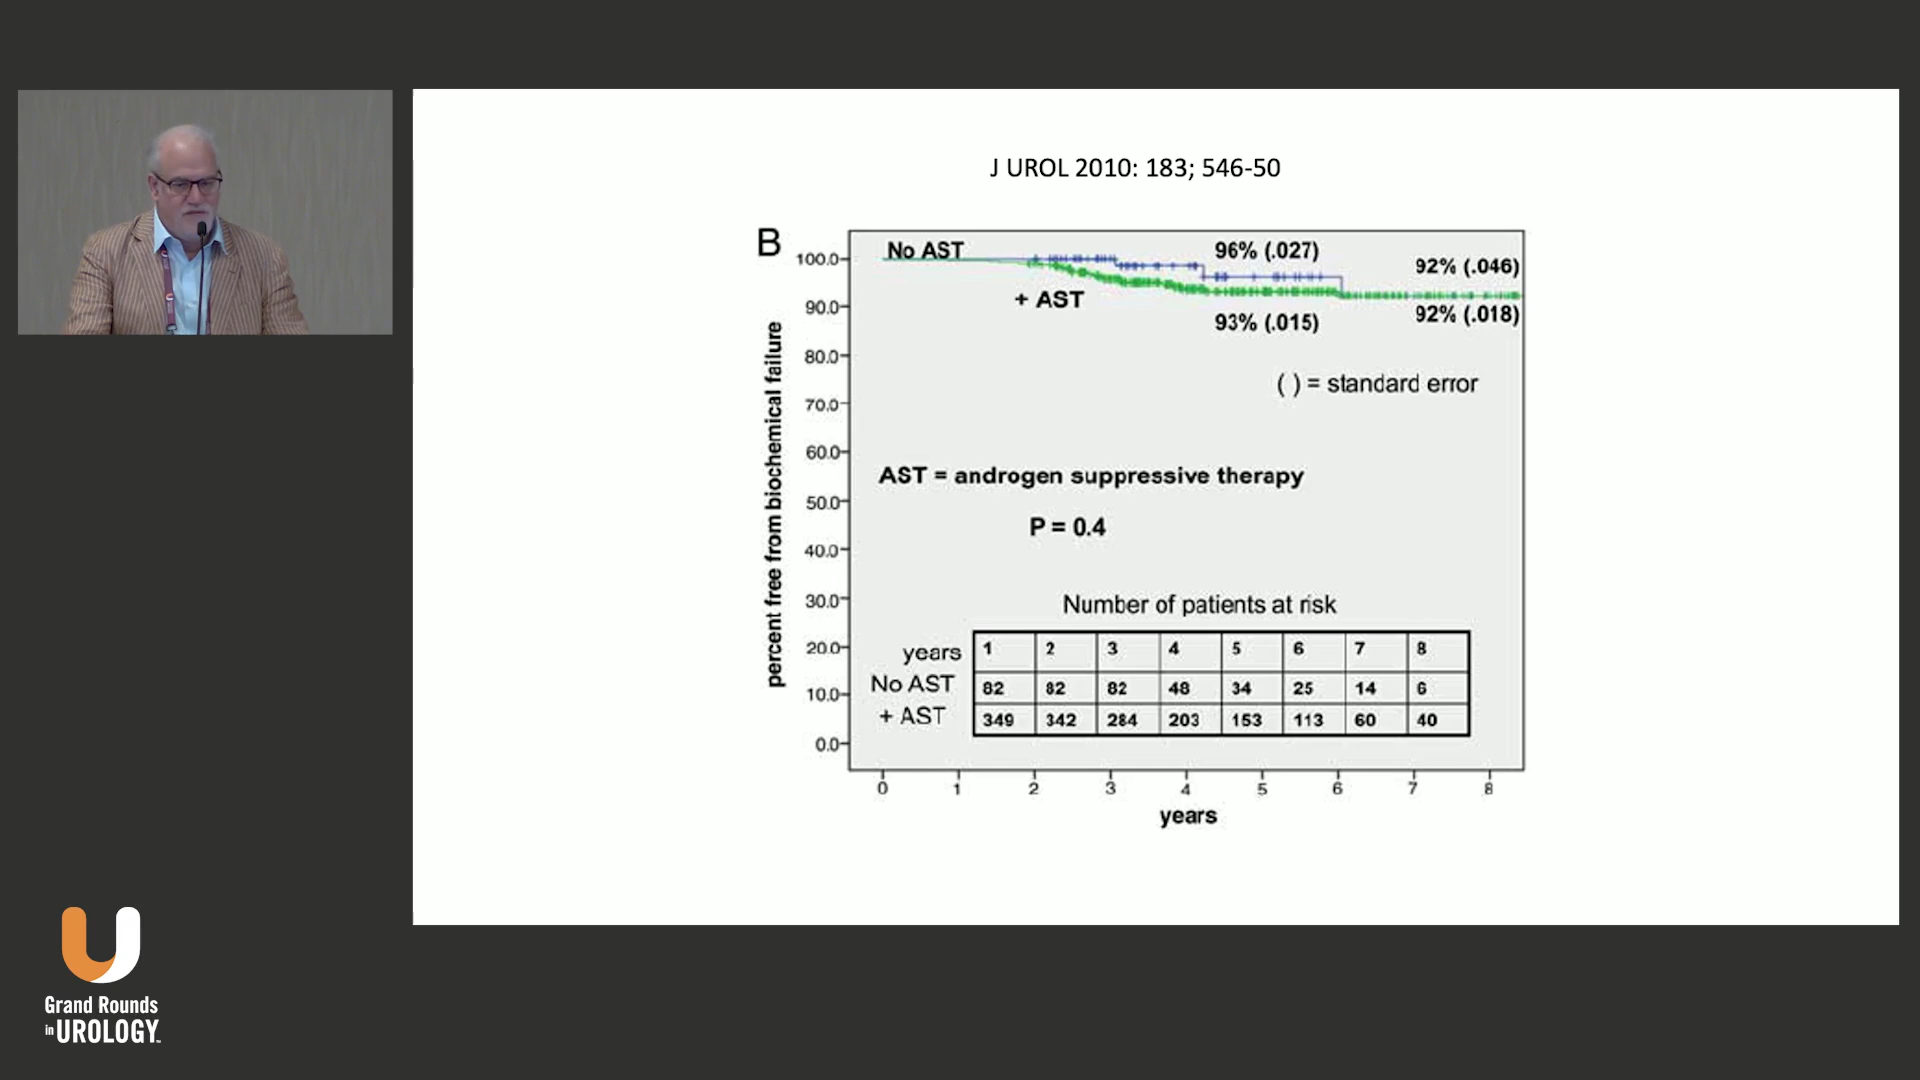 J UROL 2010: 183; 546-50
B
No AST
96% (.027)
92% (.046)
+ AST
93% (.015)
92% (.018)
( ) = standard error
AST = androgen suppressive therapy
P = 0.4
percent free from biochemical failure
100.0
90.0
80.0
70.0
60.0
50.0
40.0
30.0
20.0
10.0
0.0
Number of patients at risk
years 1 2 3 4 5 6 7 8
No AST 82 82 82 48 34 25 14 6
+ AST 349 342 284 203 153 113 60 40
0 1 2 3 4 5 6 7 8
years
Grand Rounds
in UROLOGY